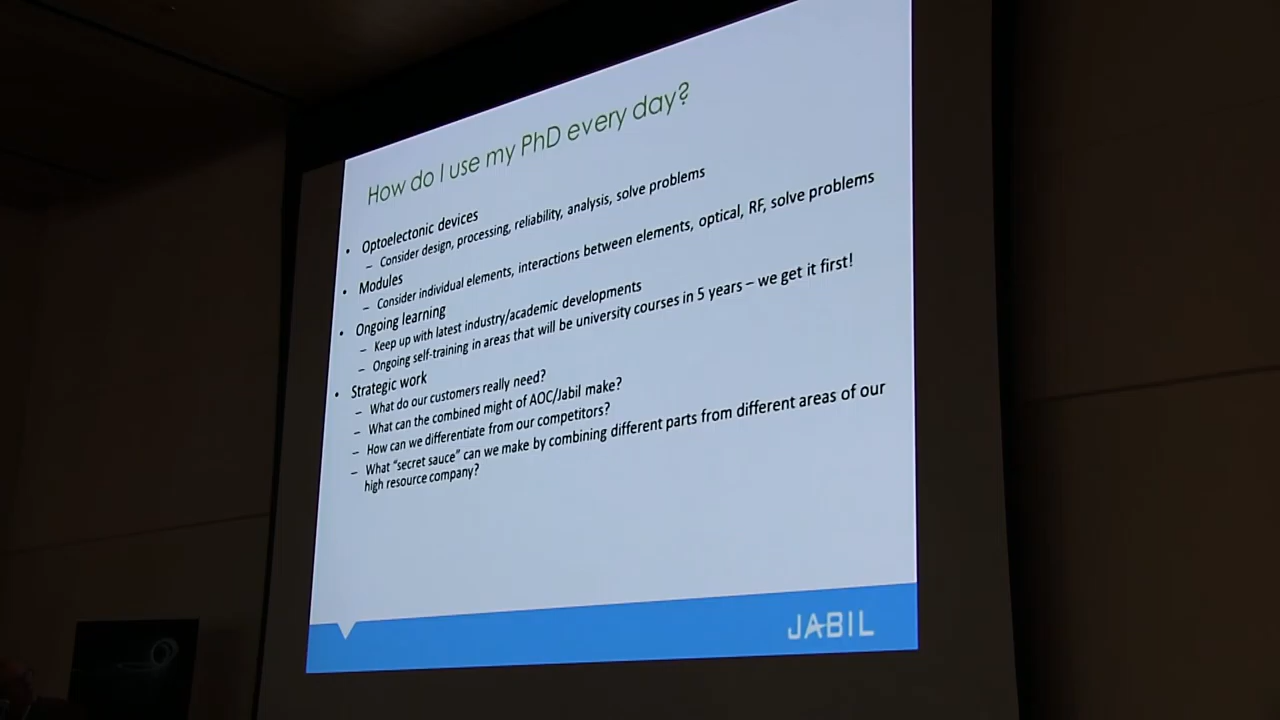 How do I use my PhD every day?
• Optoelectonic devices
– Consider design, processing, reliability, analysis, solve problems
• Modules
– Consider individual elements, interactions between elements, optical, RF, solve problems
• Ongoing learning
– Keep up with latest industry/academic developments
– Ongoing self-training in areas that will be university courses in 5 years – we get it first!
• Strategic work
– What do our customers really need?
– What can the combined might of AOC/Jabil make?
– How can we differentiate from our competitors?
– What “secret sauce” can we make by combining different parts from different areas of our
high resource company?
JABIL